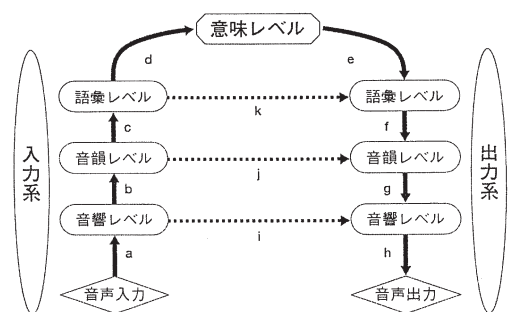 意味レベル
d
e
語彙レベル
k
語彙レベル
c
f
入力系
音韻レベル
j
音韻レベル
出力系
b
g
音響レベル
i
音響レベル
a
h
音声入力
音声出力